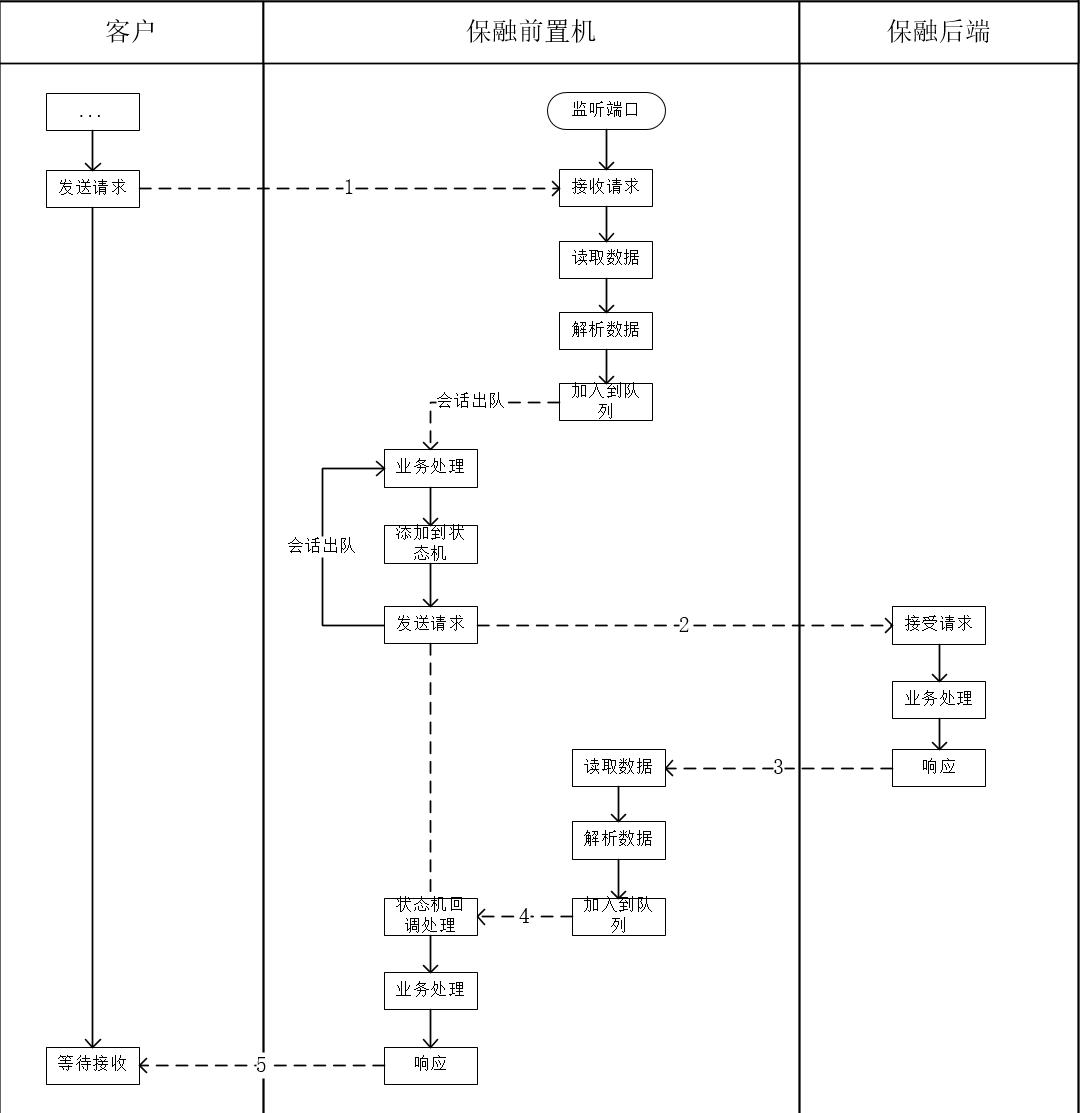 客户
保融前置机
保融后端
...
监听端口
发送请求
1
接收请求
读取数据
解析数据
加入到队
列
会话出队
业务处理
添加到状
态机
会话出队
发送请求
2
接受请求
业务处理
读取数据
3
响应
解析数据
状态机回
调处理
4
加入到队
列
业务处理
等待接收
5
响应